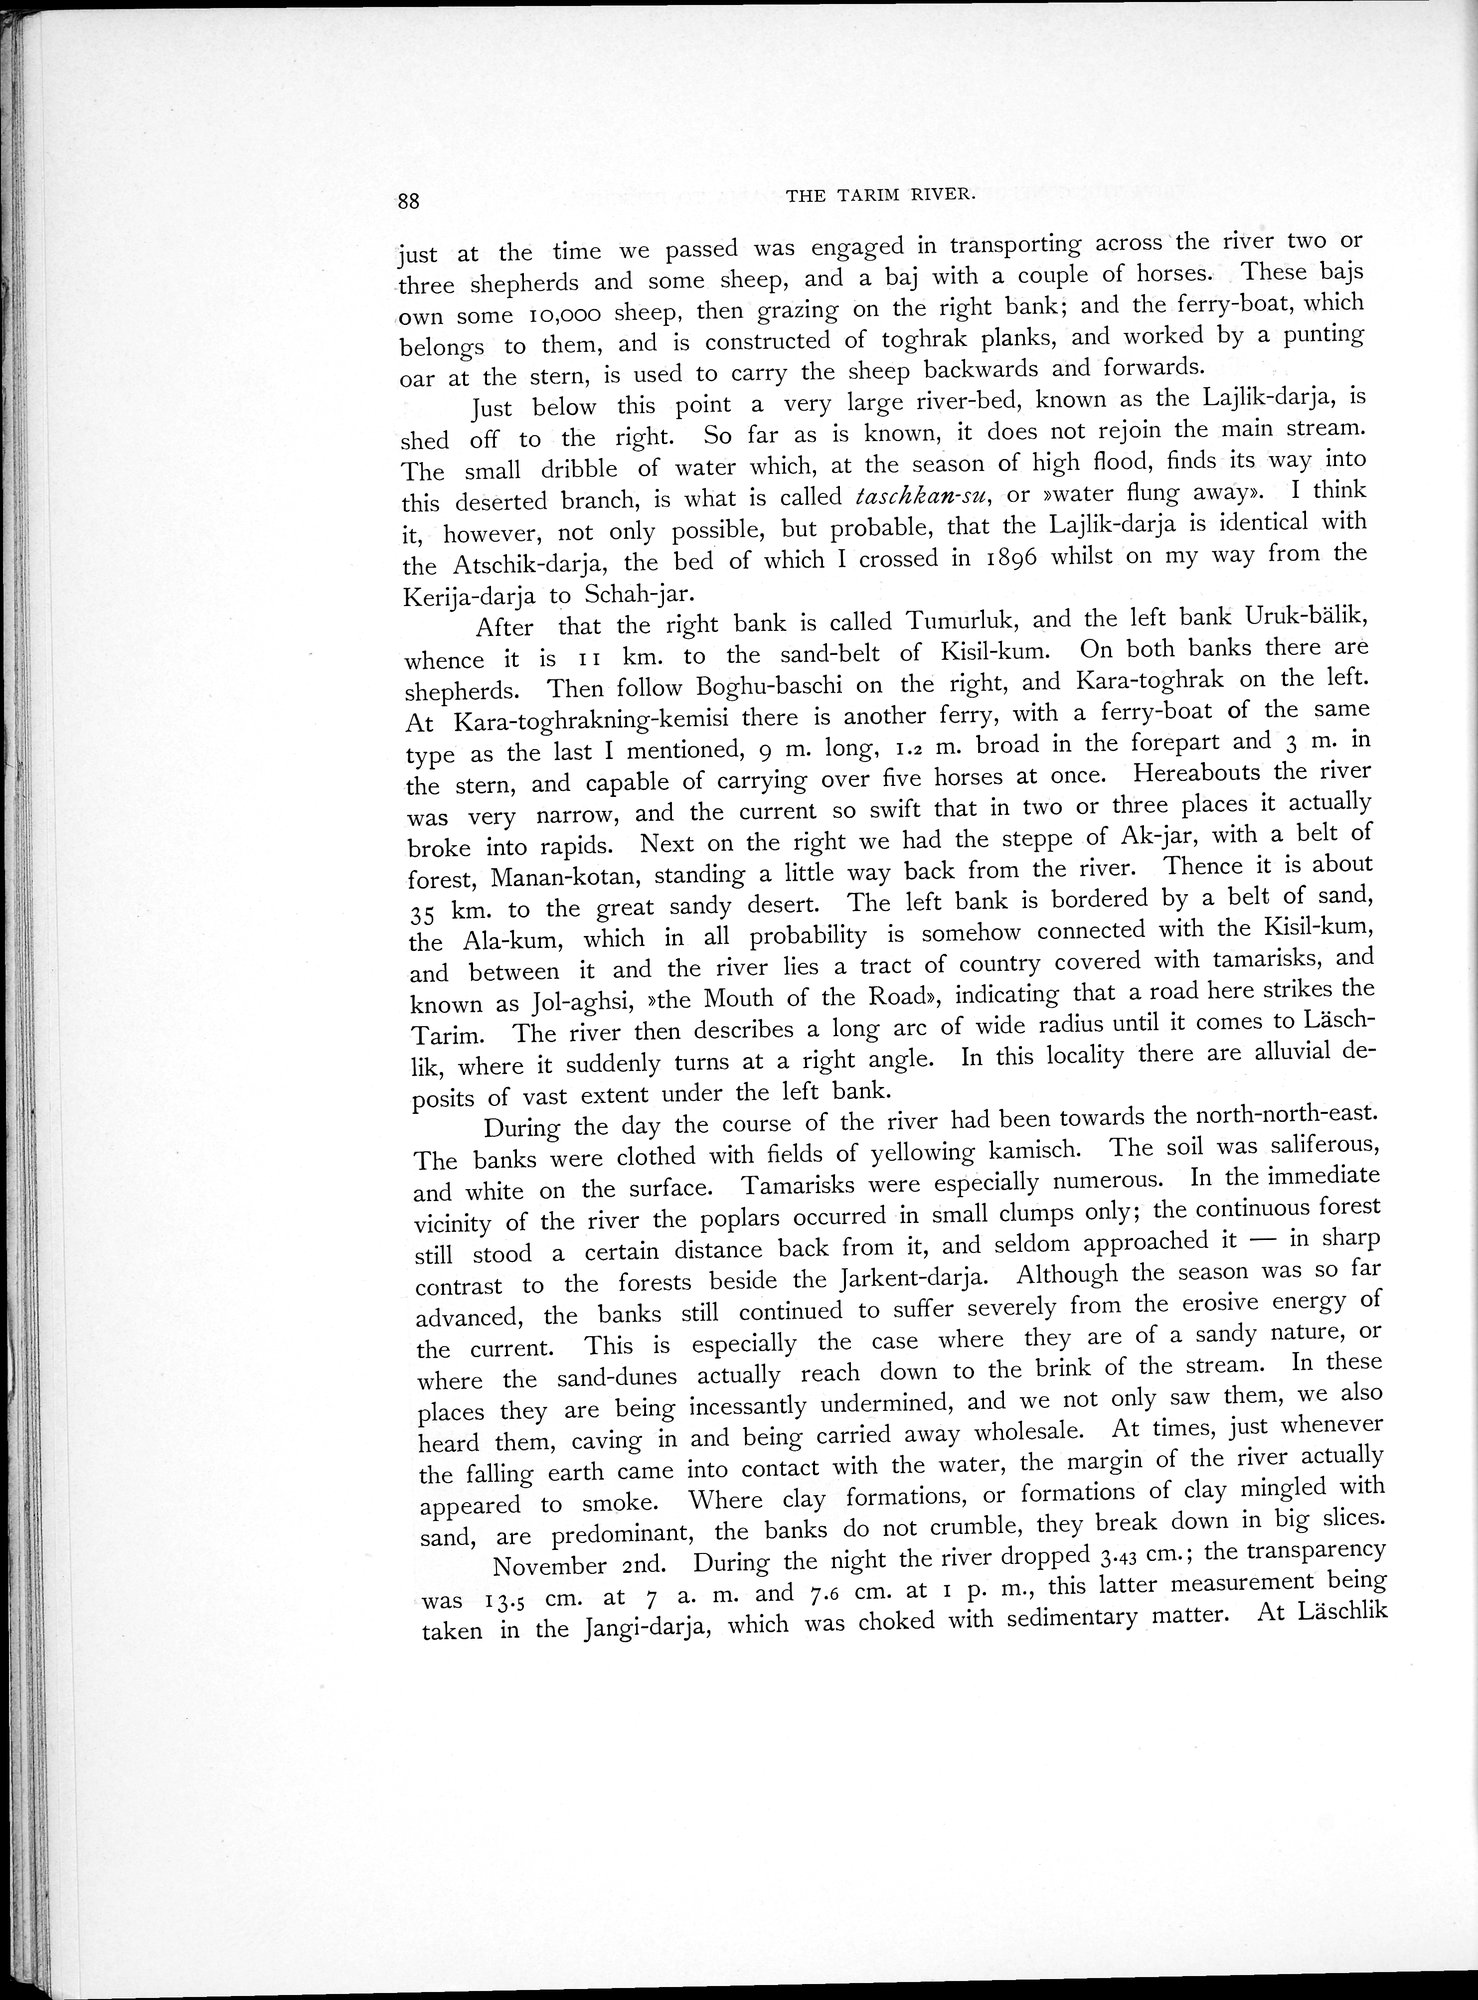 88
THE TARIM RIVER.
just at the time we passed was engaged in transporting across the river two or
three shepherds and some sheep, and a baj with a couple of horses. These bajs
own some 10,000 sheep, then grazing on the right bank; and the ferry-boat, which
belongs to them, and is constructed of toghrak planks, and worked by a punting
oar at the stern, is used to carry the sheep backwards and forwards.
Just below this point a very large river-bed, known as the Lajlik-darja, is
shed off to the right. So far as is known, it does not rejoin the main stream.
The small dribble of water which, at the season of high flood, finds its way into
this deserted branch, is what is called taschkan-su, or »water flung away». I think
it, however, not only possible, but probable, that the Lajlik-darja is identical with
the Atschik-darja, the bed of which I crossed in 1896 whilst on my way from the
Kerija-darja to Schah-jar.
After that the right bank is called Tumurluk, and the left bank Uruk-bälik,
whence it is 11 km. to the sand-belt of Kisil-kum. On both banks there are
shepherds. Then follow Boghu-baschi on the right, and Kara-toghrak on the left.
At Kara-toghrakning-kemisi there is another ferry, with a ferry-boat of the same
type as the last I mentioned, 9 m. long, 1.2 m. broad in the forepart and 3 m. in
the stern, and capable of carrying over five horses at once. Hereabouts the river
was very narrow, and the current so swift that in two or three places it actually
broke into rapids. Next on the right we had the steppe of Ak-jar, with a belt of
forest, Manan-kotan, standing a little way back from the river. Thence it is about
35 km. to the great sandy desert. The left bank is bordered by a belt of sand,
the Ala-kum, which in all probability is somehow connected with the Kisil-kum,
and between it and the river lies a tract of country covered with tamarisks, and
known as Jol-aghsi, »the Mouth of the Road», indicating that a road here strikes the
Tarim. The river then describes a long arc of wide radius until it comes to Läsch-
lik, where it suddenly turns at a right angle. In this locality there are alluvial de-
posits of vast extent under the left bank.
During the day the course of the river had been towards the north-north-east.
The banks were clothed with fields of yellowing kamisch. The soil was saliferous,
and white on the surface. Tamarisks were especially numerous. In the immediate
vicinity of the river the poplars occurred in small clumps only; the continuous forest
still stood a certain distance back from it, and seldom approached it — in sharp
contrast to the forests beside the Jarkent-darja. Although the season was so far
advanced, the banks still continued to suffer severely from the erosive energy of
the current. This is especially the case where they are of a sandy nature, or
where the sand-dunes actually reach down to the brink of the stream. In these
places they are being incessantly undermined, and we not only saw them, we also
heard them, caving in and being carried away wholesale. At times, just whenever
the falling earth came into contact with the water, the margin of the river actually
appeared to smoke. Where clay formations, or formations of clay mingled with
sand, are predominant, the banks do not crumble, they break down in big slices.
November 2nd. During the night the river dropped 3.43 cm.; the transparency
was 13.5 cm. at 7 a. m. and 7.6 cm. at 1 p. m., this latter measurement being
taken in the Jangi-darja, which was choked with sedimentary matter. At Läschlik